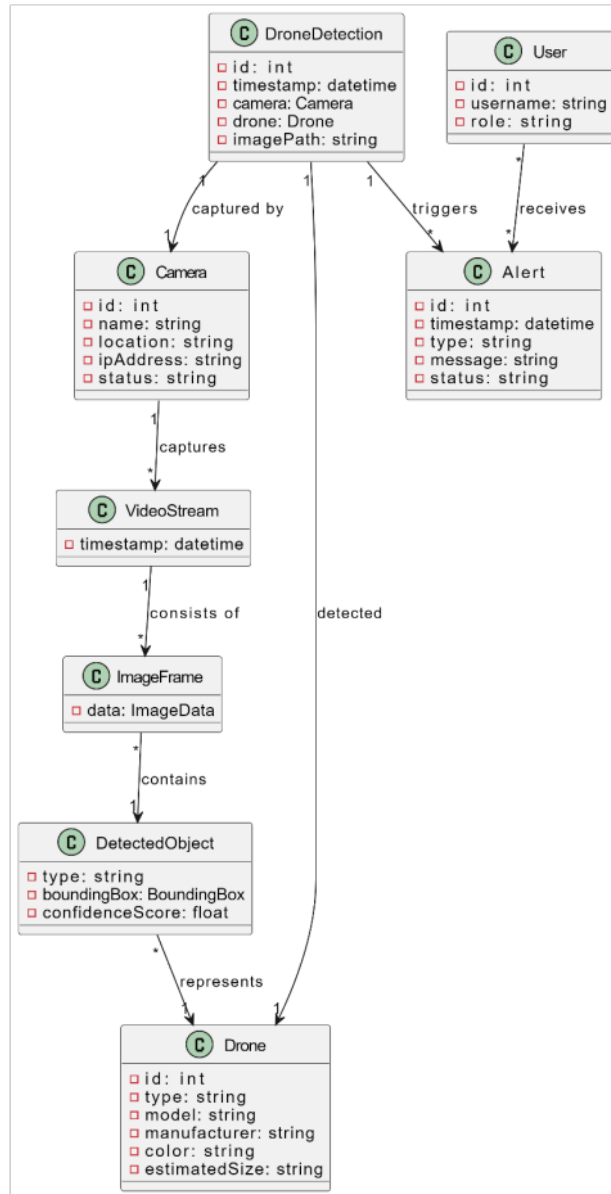 C DroneDetection
id: int
timestamp: datetime
camera: Camera
drone: Drone
imagePath: string
C User
id: int
username: string
role: string
1
1
1
*
captured by
triggers
receives
1
*
*
C Camera
id: int
name: string
location: string
ipAddress: string
status: string
C Alert
id: int
timestamp: datetime
type: string
message: string
status: string
1
captures
*
C VideoStream
timestamp: datetime
1
consists of
detected
*
C ImageFrame
data: ImageData
*
contains
1
C DetectedObject
type: string
boundingBox: BoundingBox
confidenceScore: float
*
represents
1
1
C Drone
id: int
type: string
model: string
manufacturer: string
color: string
estimatedSize: string